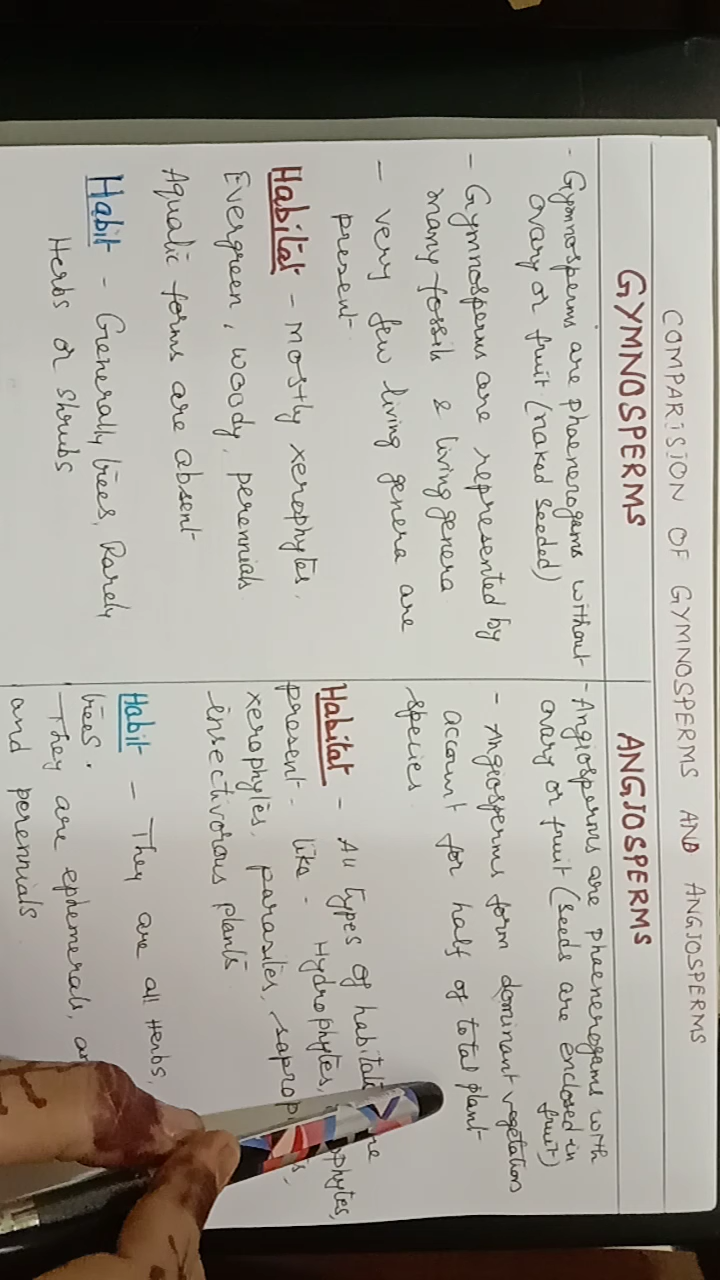 COMPARISION OF GYMNOSPERMS AND ANGIOSPERMS
GYMNOSPERMS
- Gymnosperms are phaenerogams without
ovary or fruit (naked seeded)
- Gymnosperms are represented by
many fossils & living genera
- very few living genera are
present.
Habitat - mostly xerophytes,
Evergreen, woody, perennials
Aquatic forms are absent
Habit - Generally trees, Rarely
Herbs or Shrubs
ANGIOSPERMS
- Angiosperms are phaenerogams with
ovary or fruit (seeds are enclosed in
fruit)
- Angiosperms form dominant vegetation
account for half of total plant
species
Habitat - All types of habitats
present - like - Hydrophytes,
xerophytes, parasites,
insectivorous plants
Habit - They are all Herbs,
trees.
- They are ephemerals,
and perennials